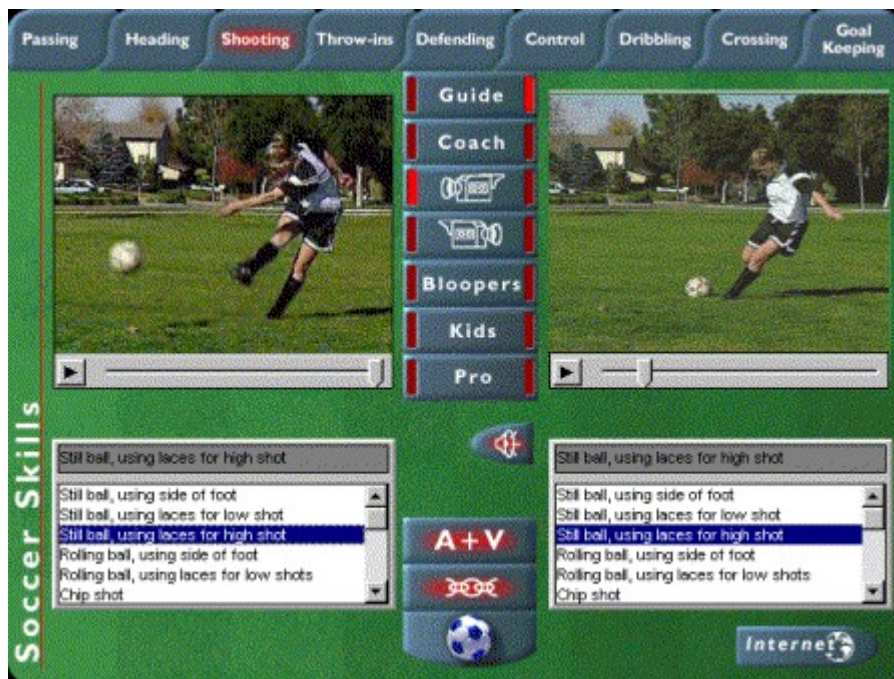 Passing
Heading
Shooting
Throw-ins
Defending
Control
Dribbling
Crossing
Goal
Keeping
Guide
Coach
Bloopers
Kids
Pro
Soccer Skills
Still ball, using laces for high shot
Still ball, using side of foot
Still ball, using laces for low shot
Still ball, using laces for high shot
Rolling ball, using side of foot
Rolling ball, using laces for low shots
Chip shot
A+V
Still ball, using laces for high shot
Still ball, using side of foot
Still ball, using laces for low shot
Still ball, using laces for high shot
Rolling ball, using side of foot
Rolling ball, using laces for low shots
Chip shot
Internet